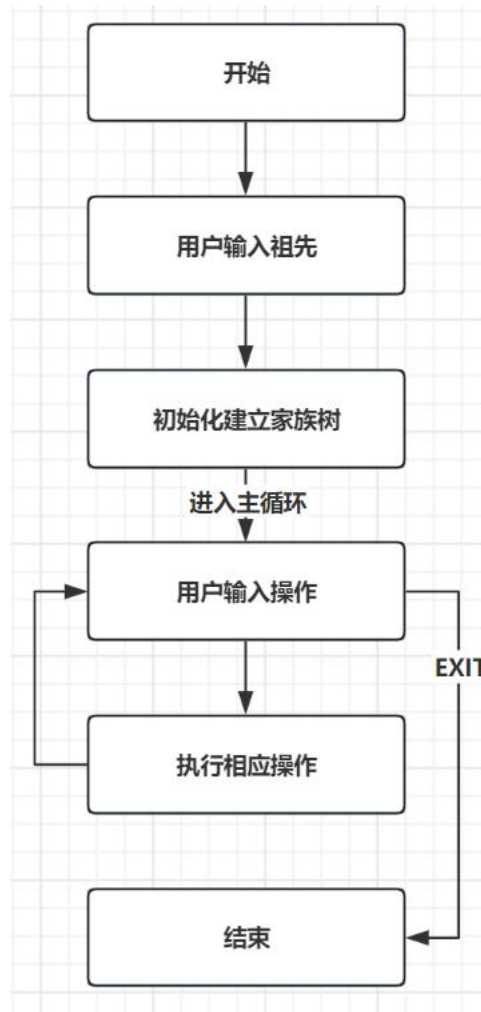 开始
用户输入祖先
初始化建立家族树
进入主循环
用户输入操作
EXIT
执行相应操作
结束